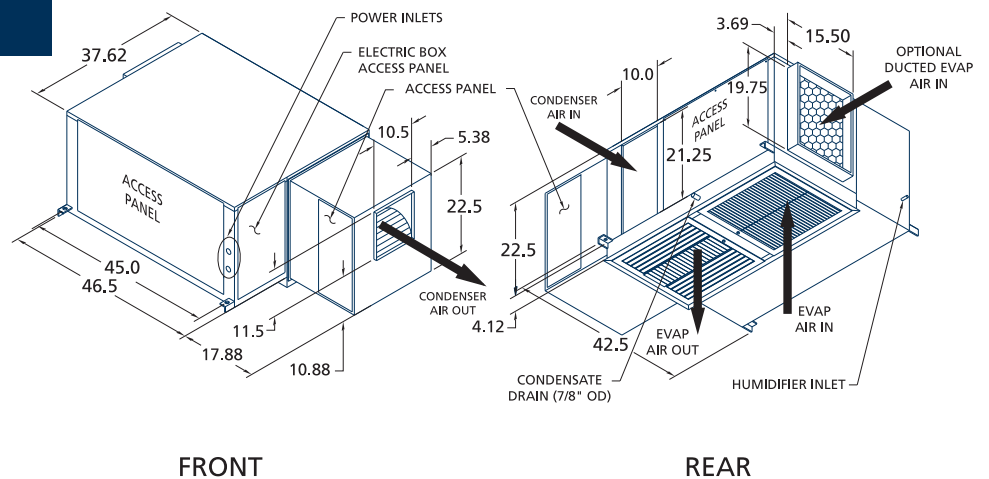 37.62
POWER INLETS
ELECTRIC BOX
ACCESS PANEL
ACCESS PANEL
10.5
5.38
ACCESS
PANEL
22.5
45.0
46.5
11.5
17.88
10.88
CONDENSER
AIR OUT
FRONT
3.69
15.50
OPTIONAL
DUCTED EVAP
AIR IN
10.0
19.75
CONDENSER
AIR IN
ACCESS
PANEL
21.25
22.5
4.12
42.5
EVAP
AIR OUT
EVAP
AIR IN
CONDENSATE
DRAIN (7/8" OD)
HUMIDIFIER INLET
REAR